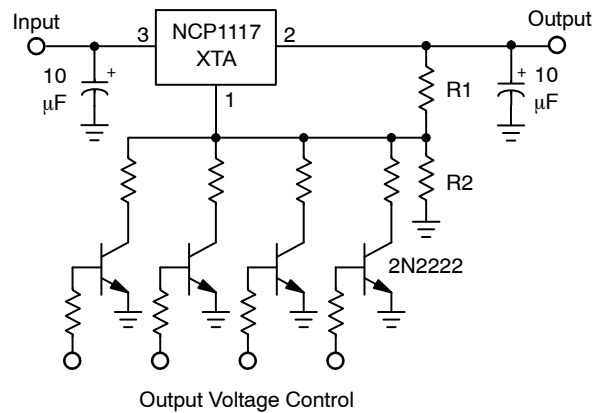 Input
Output
3
NCP1117
XTA
2
10
μF
+
1
R1
+
10
μF
R2
2N2222
Output Voltage Control